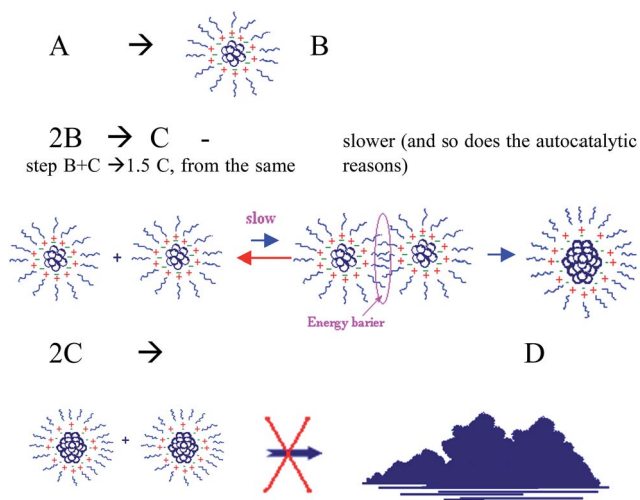 A → B
2B → C - slower (and so does the autocatalytic
step B+C →1.5 C, from the same reasons)
slow
+
Energy barier
2C → D
+